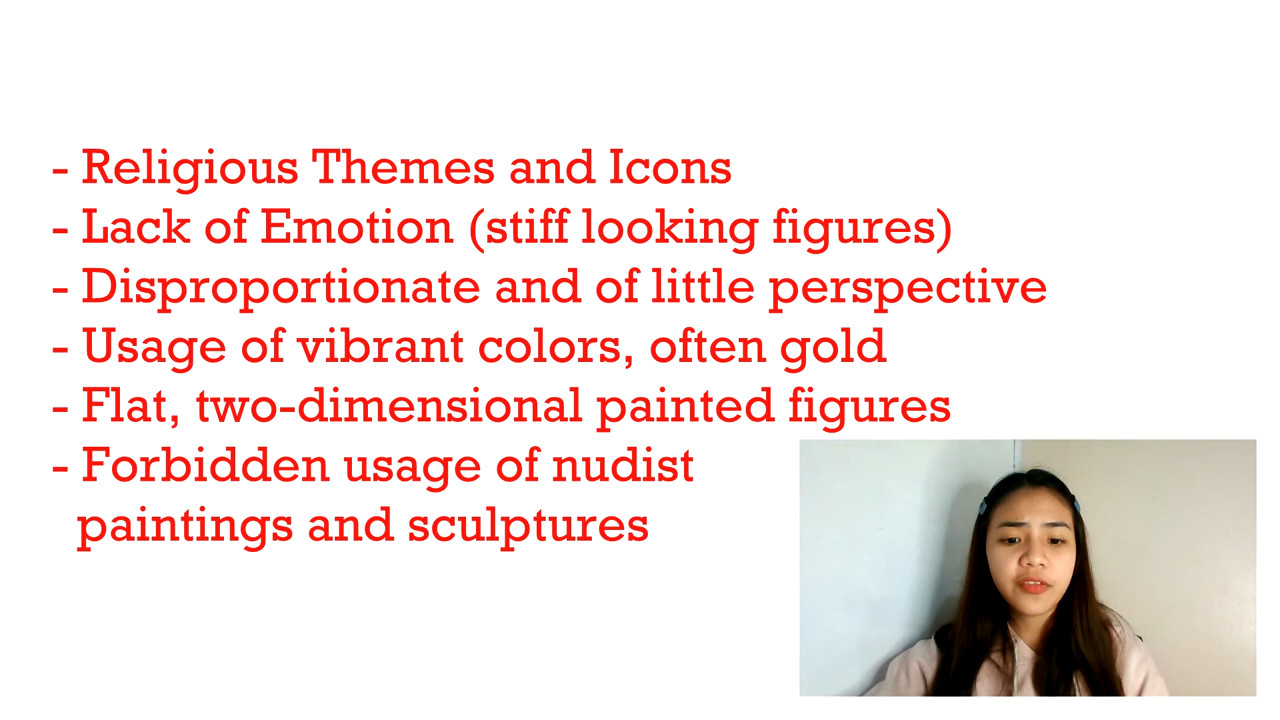 - Religious Themes and Icons
- Lack of Emotion (stiff looking figures)
- Disproportionate and of little perspective
- Usage of vibrant colors, often gold
- Flat, two-dimensional painted figures
- Forbidden usage of nudist
paintings and sculptures